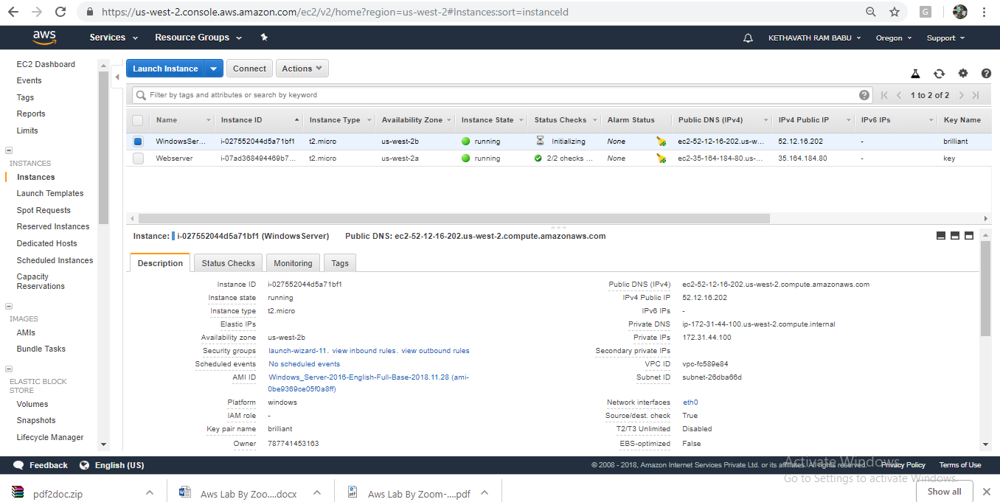 https://us-west-2.console.aws.amazon.com/ec2/v2/home?region=us-west-2#Instances:sort=instanceId
G
aws Services Resource Groups KETHAVATH RAM BABU Oregon Support
EC2 Dashboard
Events
Tags
Reports
Limits
INSTANCES
Instances
Launch Templates
Spot Requests
Reserved Instances
Dedicated Hosts
Scheduled Instances
Capacity
Reservations
IMAGES
AMIs
Bundle Tasks
ELASTIC BLOCK
STORE
Volumes
Snapshots
Lifecycle Manager
Launch Instance Connect Actions
Filter by tags and attributes or search by keyword 1 to 2 of 2
Name Instance ID Instance Type Availability Zone Instance State Status Checks Alarm Status Public DNS (IPv4) IPv4 Public IP IPv6 IPs Key Name
WindowsSer... i-027552044d5a71bf1 t2.micro us-west-2b running Initializing None ec2-52-12-16-202.us-w... 52.12.16.202 - brilliant
Webserver i-07ad368494469b7... t2.micro us-west-2a running 2/2 checks ... None ec2-35-164-184-80.us-... 35.164.184.80 - key
Instance: i-027552044d5a71bf1 (WindowsServer) Public DNS: ec2-52-12-16-202.us-west-2.compute.amazonaws.com
Description Status Checks Monitoring Tags
Instance ID i-027552044d5a71bf1
Instance state running
Instance type t2.micro
Elastic IPs
Availability zone us-west-2b
Security groups launch-wizard-11. view inbound rules. view outbound rules
Scheduled events No scheduled events
AMI ID Windows_Server-2016-English-Full-Base-2018.11.28 (ami-
0be9369ce05f0a8ff)
Platform windows
IAM role -
Key pair name brilliant
Owner 787741453163
Public DNS (IPv4) ec2-52-12-16-202.us-west-2.compute.amazonaws.com
IPv4 Public IP 52.12.16.202
IPv6 IPs -
Private DNS ip-172-31-44-100.us-west-2.compute.internal
Private IPs 172.31.44.100
Secondary private IPs
VPC ID vpc-fc589e84
Subnet ID subnet-26dba66d
Network interfaces eth0
Source/dest. check True
T2/T3 Unlimited Disabled
EBS-optimized False
Feedback English (US) © 2008 - 2018, Amazon Internet Services Private Ltd. or its affiliates. All rights reserved. Privacy Policy Terms of Use
Activate Windows
Go to Settings to activate Windows.
pdf2doc.zip Aws Lab By Zoo....docx Aws Lab By Zoom-....pdf Show all